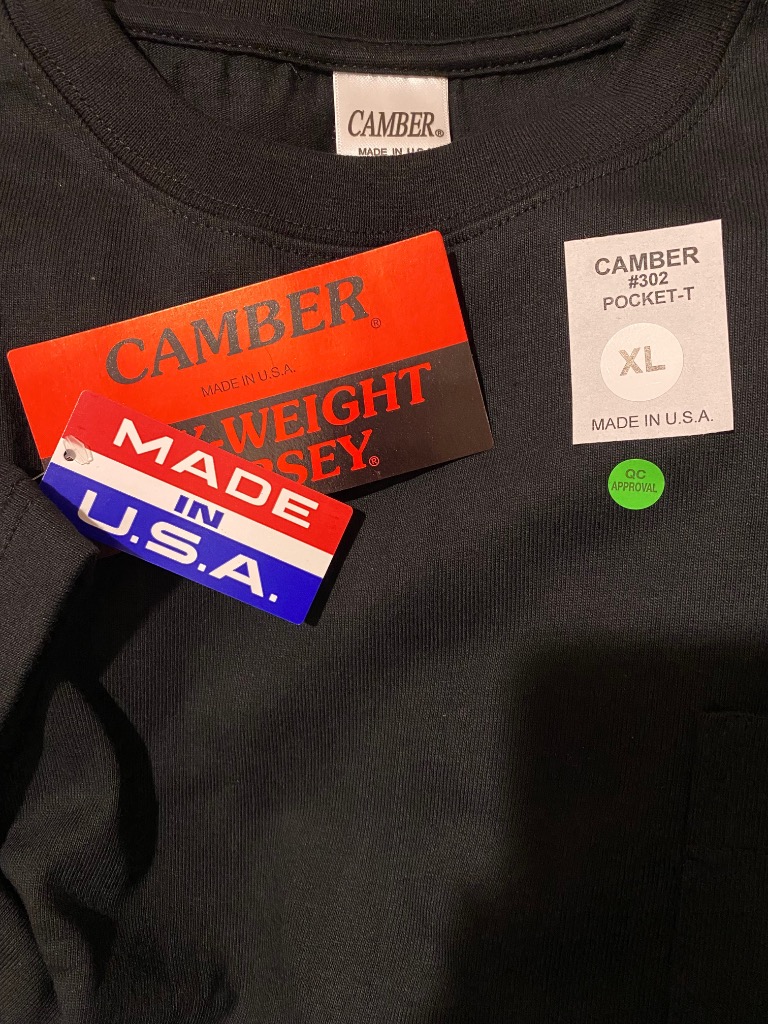 CAMBER®
MADE IN U.S.A
CAMBER®
MADE IN U.S.A.
-WEIGHT
SEY®
MADE
IN
U.S.A.
CAMBER
#302
POCKET-T
XL
MADE IN U.S.A.
QC
APPROVAL